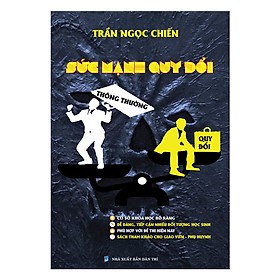 TRẦN NGỌC CHIẾN
SỨC MẠNH QUY ĐỔI
THÔNG THƯỜNG
QUY
ĐỔI
CƠ SỞ KHOA HỌC RÕ RÀNG
DỄ DÀNG, TIẾP CẬN NHIỀU ĐỐI TƯỢNG HỌC SINH
PHÙ HỢP VỚI ĐỀ THI HIỆN NAY
SÁCH THAM KHẢO CHO GIÁO VIÊN - PHỤ HUYNH
NHÀ XUẤT BẢN DÂN TRÍ